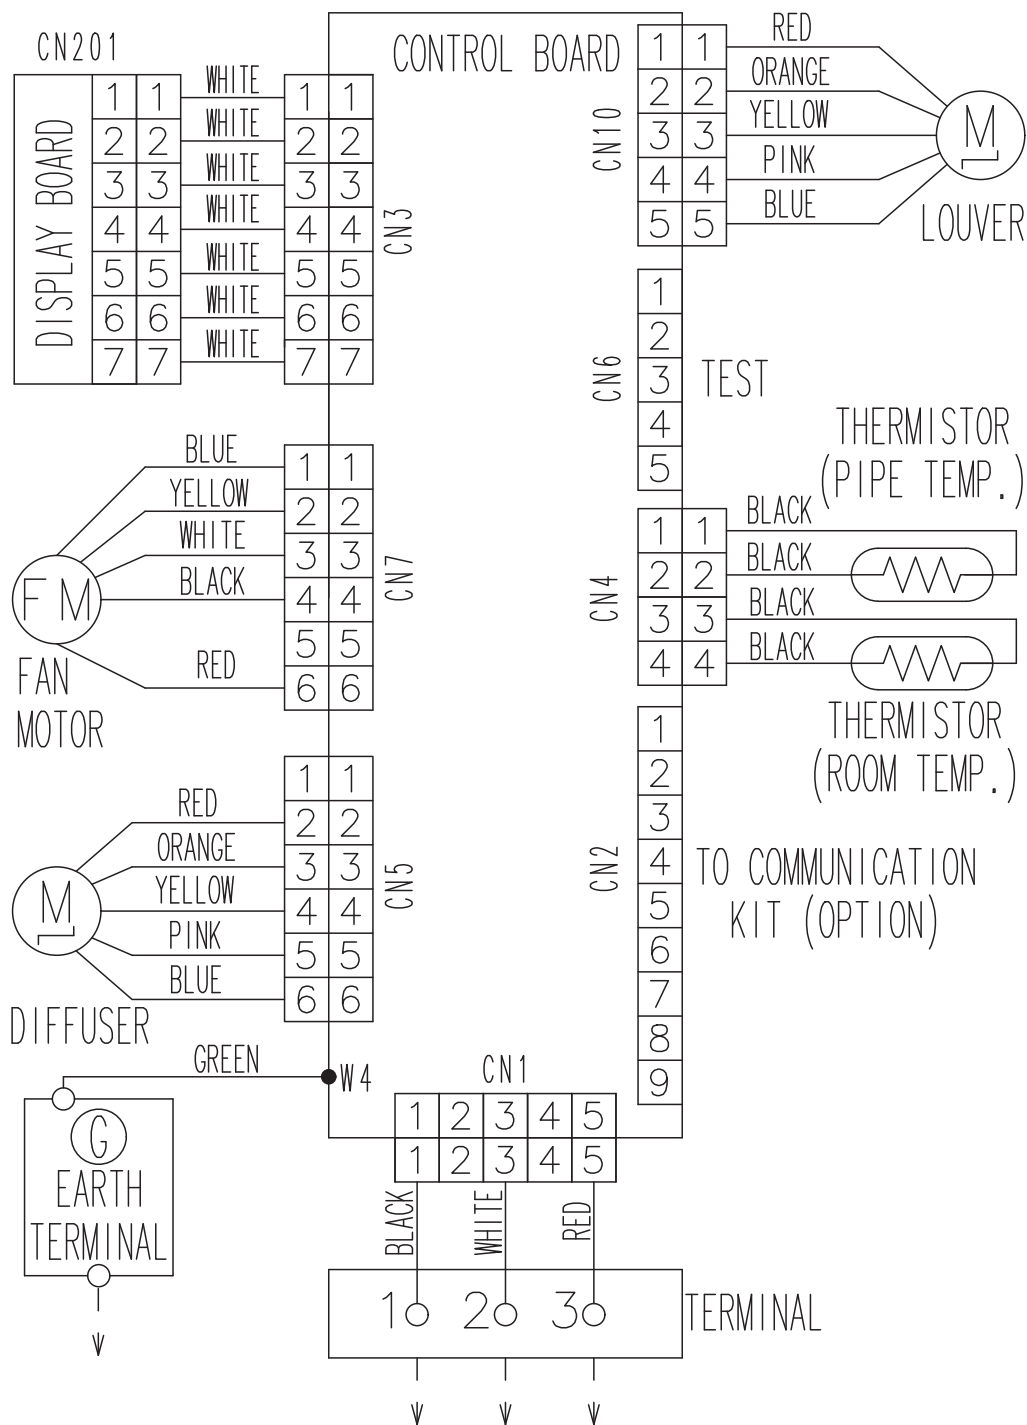 CN201
DISPLAY BOARD
1 1
2 2
3 3
4 4
5 5
6 6
7 7
WHITE
WHITE
WHITE
WHITE
WHITE
WHITE
WHITE
1 1
2 2
3 3
4 4
5 5
6 6
7 7
CN3
CONTROL BOARD
CN10
1 1
2 2
3 3
4 4
5 5
RED
ORANGE
YELLOW
PINK
BLUE
M
LOUVER
CN6
1
2
3
4
5
TEST
FM
FAN
MOTOR
BLUE
YELLOW
WHITE
BLACK
RED
1 1
2 2
3 3
4 4
5 5
6 6
CN7
CN4
1 1
2 2
3 3
4 4
BLACK
BLACK
BLACK
BLACK
THERMISTOR
(PIPE TEMP.)
THERMISTOR
(ROOM TEMP.)
M
DIFFUSER
RED
ORANGE
YELLOW
PINK
BLUE
1 1
2 2
3 3
4 4
5 5
6 6
CN5
CN2
1
2
3
4
5
6
7
8
9
TO COMMUNICATION
KIT (OPTION)
GREEN
W4
G
EARTH
TERMINAL
CN1
1 2 3 4 5
1 2 3 4 5
BLACK
WHITE
RED
1 2 3
TERMINAL